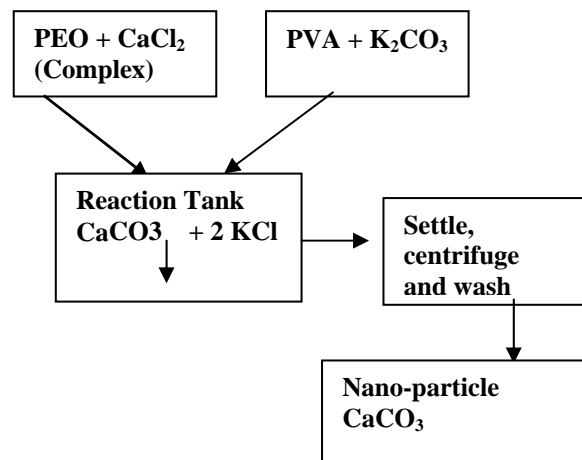 PEO + CaCl₂
(Complex)
PVA + K₂CO₃
Reaction Tank
CaCO3 + 2 KCl
Settle,
centrifuge
and wash
Nano-particle
CaCO₃